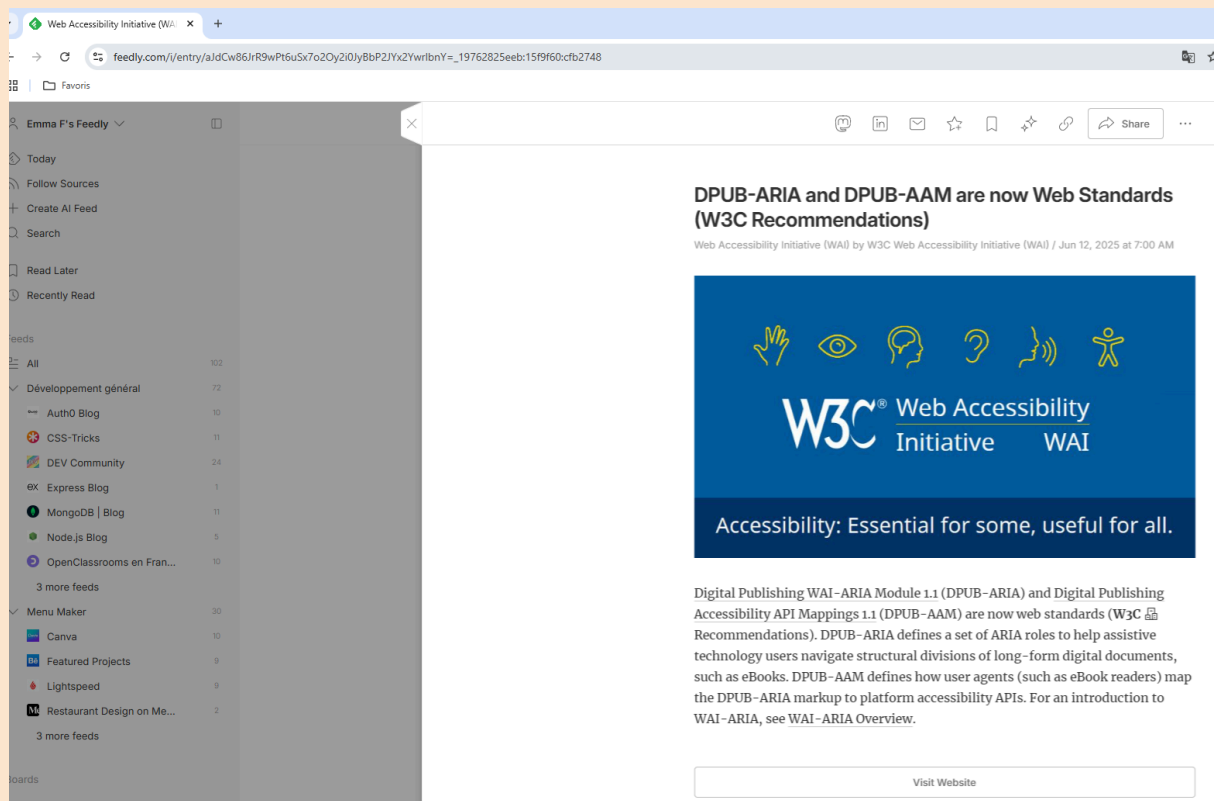 Web Accessibility Initiative (WA
feedly.com/i/entry/aJdCw86JrR9wPt6uSx7o2Oy2i0JyBbP2JYx2YwrIbnY=_19762825eeb:15f9f60:cfb2748
Favoris
Emma F's Feedly
Today
Follow Sources
Create AI Feed
Search
Read Later
Recently Read
eeds
All 102
Développement général 72
Auth0 Blog 10
CSS-Tricks 11
DEV Community 24
ex Express Blog 1
MongoDB | Blog 11
Node.js Blog 5
OpenClassrooms en Fran... 10
3 more feeds
Menu Maker 30
Canva 10
Bē Featured Projects 9
Lightspeed 9
Restaurant Design on Me... 2
3 more feeds
oards
Share
DPUB-ARIA and DPUB-AAM are now Web Standards
(W3C Recommendations)
Web Accessibility Initiative (WAI) by W3C Web Accessibility Initiative (WAI) / Jun 12, 2025 at 7:00 AM
W3C® Web Accessibility
Initiative WAI
Accessibility: Essential for some, useful for all.
Digital Publishing WAI-ARIA Module 1.1 (DPUB-ARIA) and Digital Publishing
Accessibility API Mappings 1.1 (DPUB-AAM) are now web standards (W3C
Recommendations). DPUB-ARIA defines a set of ARIA roles to help assistive
technology users navigate structural divisions of long-form digital documents,
such as eBooks. DPUB-AAM defines how user agents (such as eBook readers) map
the DPUB-ARIA markup to platform accessibility APIs. For an introduction to
WAI-ARIA, see WAI-ARIA Overview.
Visit Website